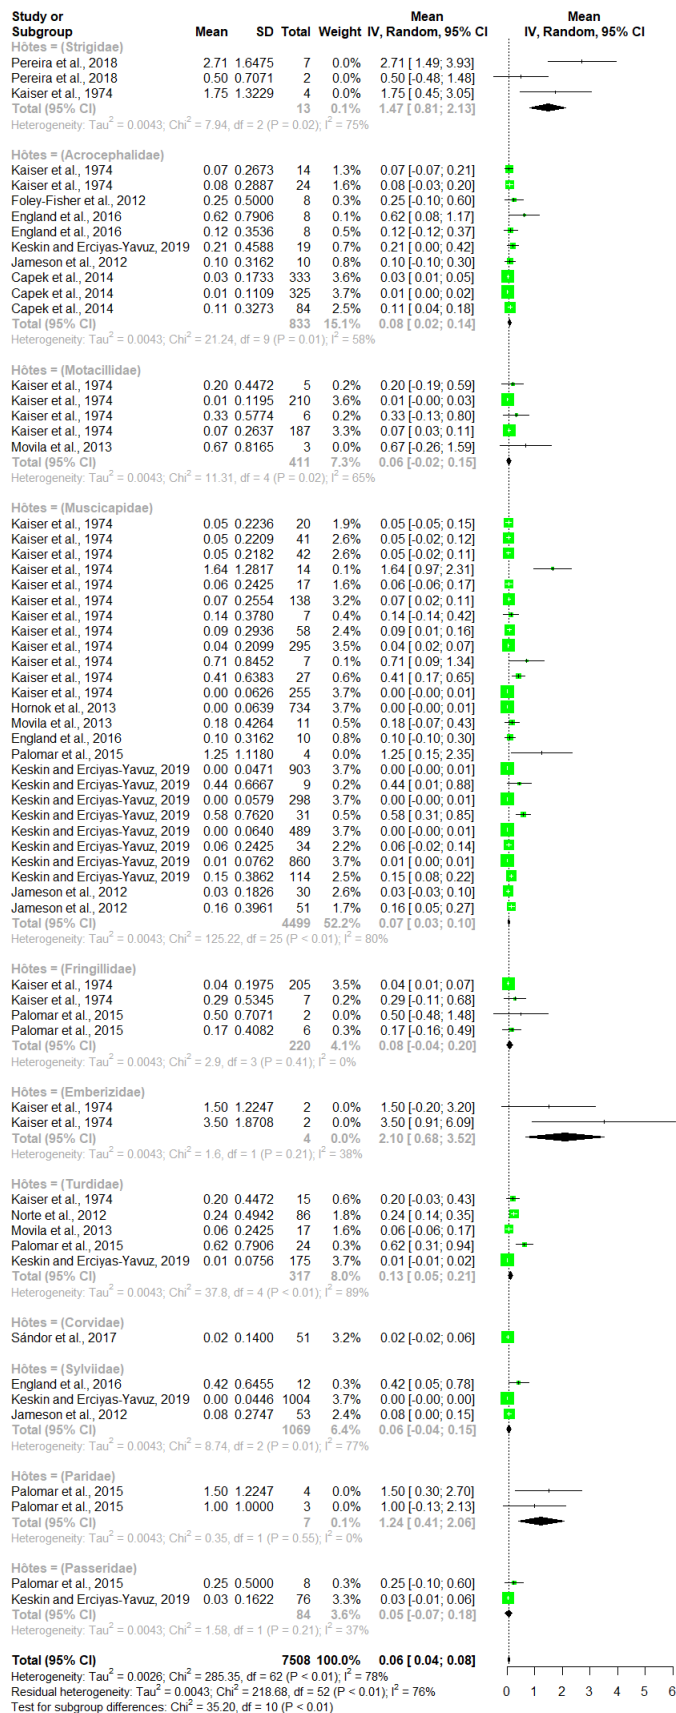 Study or Mean
Subgroup Mean SD Total Weight IV, Random, 95% CI IV, Random, 95% CI
Hôtes = (Strigidae)
Pereira et al., 2018 2.71 1.6475 7 0.0% 2.71 [ 1.49; 3.93]
Pereira et al., 2018 0.50 0.7071 2 0.0% 0.50 [-0.48; 1.48]
Kaiser et al., 1974 1.75 1.3229 4 0.0% 1.75 [ 0.45; 3.05]
Total (95% CI) 13 0.1% 1.47 [ 0.81; 2.13]
Heterogeneity: Tau² = 0.0043; Chi² = 7.94, df = 2 (P = 0.02); I² = 75%
Hôtes = (Acrocephalidae)
Kaiser et al., 1974 0.07 0.2673 14 1.3% 0.07 [-0.07; 0.21]
Kaiser et al., 1974 0.08 0.2887 24 1.6% 0.08 [-0.03; 0.20]
Foley-Fisher et al., 2012 0.25 0.5000 8 0.2% 0.25 [-0.10; 0.60]
England et al., 2016 0.62 0.7906 8 0.1% 0.62 [ 0.08; 1.17]
England et al., 2016 0.12 0.3536 8 0.5% 0.12 [-0.12; 0.37]
Keskin and Erciyas-Yavuz, 2019 0.21 0.4588 19 0.7% 0.21 [ 0.00; 0.42]
Jameson et al., 2012 0.10 0.3162 10 0.7% 0.10 [-0.10; 0.30]
Capek et al., 2014 0.03 0.1733 333 3.6% 0.03 [ 0.01; 0.05]
Capek et al., 2014 0.01 0.1109 325 3.7% 0.01 [ 0.00; 0.02]
Capek et al., 2014 0.11 0.3273 84 2.5% 0.11 [ 0.04; 0.18]
Total (95% CI) 833 15.1% 0.08 [ 0.02; 0.14]
Heterogeneity: Tau² = 0.0043; Chi² = 21.24, df = 9 (P = 0.01); I² = 58%
Hôtes = (Motacillidae)
Kaiser et al., 1974 0.20 0.4472 5 0.2% 0.20 [-0.19; 0.59]
Kaiser et al., 1974 0.01 0.1195 210 3.6% 0.01 [-0.00; 0.03]
Kaiser et al., 1974 0.33 0.5774 6 0.1% 0.33 [-0.13; 0.80]
Kaiser et al., 1974 0.07 0.2637 187 3.3% 0.07 [ 0.03; 0.11]
Movila et al., 2013 0.67 0.8165 3 0.0% 0.67 [-0.26; 1.59]
Total (95% CI) 411 7.3% 0.06 [-0.02; 0.15]
Heterogeneity: Tau² = 0.0043; Chi² = 11.31, df = 4 (P = 0.02); I² = 65%
Hôtes = (Muscicapidae)
Kaiser et al., 1974 0.05 0.2236 20 1.9% 0.05 [-0.05; 0.15]
Kaiser et al., 1974 0.05 0.2209 41 2.6% 0.05 [-0.02; 0.12]
Kaiser et al., 1974 0.05 0.2182 42 2.6% 0.05 [-0.02; 0.11]
Kaiser et al., 1974 1.64 1.2817 14 0.1% 1.64 [ 0.97; 2.31]
Kaiser et al., 1974 0.06 0.2425 17 1.6% 0.06 [-0.06; 0.17]
Kaiser et al., 1974 0.07 0.2554 138 3.2% 0.07 [ 0.02; 0.11]
Kaiser et al., 1974 0.14 0.3780 7 0.4% 0.14 [-0.14; 0.42]
Kaiser et al., 1974 0.09 0.2936 58 2.4% 0.09 [ 0.01; 0.16]
Kaiser et al., 1974 0.04 0.2099 295 3.5% 0.04 [ 0.02; 0.07]
Kaiser et al., 1974 0.71 0.8452 7 0.1% 0.71 [ 0.09; 1.34]
Kaiser et al., 1974 0.41 0.6383 27 0.6% 0.41 [ 0.17; 0.65]
Kaiser et al., 1974 0.00 0.0626 255 3.7% 0.00 [-0.00; 0.01]
Hornok et al., 2013 0.00 0.0639 734 3.7% 0.00 [-0.00; 0.01]
Movila et al., 2013 0.18 0.4264 11 0.5% 0.18 [-0.07; 0.43]
England et al., 2016 0.10 0.3162 10 0.7% 0.10 [-0.10; 0.30]
Palomar et al., 2015 1.25 1.1180 4 0.0% 1.25 [ 0.15; 2.35]
Keskin and Erciyas-Yavuz, 2019 0.00 0.0471 903 3.7% 0.00 [-0.00; 0.01]
Keskin and Erciyas-Yavuz, 2019 0.44 0.6667 9 0.2% 0.44 [ 0.01; 0.88]
Keskin and Erciyas-Yavuz, 2019 0.00 0.0579 298 3.7% 0.00 [-0.00; 0.01]
Keskin and Erciyas-Yavuz, 2019 0.58 0.7620 31 0.5% 0.58 [ 0.31; 0.85]
Keskin and Erciyas-Yavuz, 2019 0.00 0.0640 489 3.7% 0.00 [-0.00; 0.01]
Keskin and Erciyas-Yavuz, 2019 0.06 0.2425 34 2.3% 0.06 [-0.02; 0.14]
Keskin and Erciyas-Yavuz, 2019 0.01 0.0762 860 3.7% 0.01 [ 0.00; 0.01]
Keskin and Erciyas-Yavuz, 2019 0.15 0.3862 114 2.5% 0.15 [ 0.08; 0.22]
Jameson et al., 2012 0.03 0.1826 30 2.6% 0.03 [-0.03; 0.10]
Jameson et al., 2012 0.16 0.3961 51 1.7% 0.16 [ 0.05; 0.27]
Total (95% CI) 4499 52.2% 0.07 [ 0.03; 0.10]
Heterogeneity: Tau² = 0.0043; Chi² = 125.22, df = 25 (P < 0.01); I² = 80%
Hôtes = (Fringillidae)
Kaiser et al., 1974 0.04 0.1975 205 3.5% 0.04 [ 0.01; 0.07]
Kaiser et al., 1974 0.29 0.5345 7 0.2% 0.29 [-0.11; 0.68]
Palomar et al., 2015 0.50 0.7071 2 0.0% 0.50 [-0.48; 1.48]
Palomar et al., 2015 0.17 0.4082 6 0.3% 0.17 [-0.16; 0.49]
Total (95% CI) 220 4.1% 0.08 [-0.04; 0.20]
Heterogeneity: Tau² = 0.0043; Chi² = 2.9, df = 3 (P = 0.41); I² = 0%
Hôtes = (Emberizidae)
Kaiser et al., 1974 1.50 1.2247 2 0.0% 1.50 [-0.20; 3.20]
Kaiser et al., 1974 3.50 1.8708 2 0.0% 3.50 [ 0.91; 6.09]
Total (95% CI) 4 0.0% 2.10 [ 0.68; 3.52]
Heterogeneity: Tau² = 0.0043; Chi² = 1.6, df = 1 (P = 0.21); I² = 38%
Hôtes = (Turdidae)
Kaiser et al., 1974 0.20 0.4472 15 0.6% 0.20 [-0.03; 0.43]
Norte et al., 2012 0.24 0.4942 86 1.8% 0.24 [ 0.14; 0.35]
Movila et al., 2013 0.06 0.2425 17 1.6% 0.06 [-0.06; 0.17]
Palomar et al., 2015 0.62 0.7906 24 0.3% 0.62 [ 0.31; 0.94]
Keskin and Erciyas-Yavuz, 2019 0.01 0.0756 175 3.7% 0.01 [-0.01; 0.02]
Total (95% CI) 317 8.0% 0.13 [ 0.05; 0.21]
Heterogeneity: Tau² = 0.0043; Chi² = 37.8, df = 4 (P < 0.01); I² = 89%
Hôtes = (Corvidae)
Sándor et al., 2017 0.02 0.1400 51 3.2% 0.02 [-0.02; 0.06]
Hôtes = (Sylviidae)
England et al., 2016 0.42 0.6455 12 0.3% 0.42 [ 0.05; 0.78]
Keskin and Erciyas-Yavuz, 2019 0.00 0.0446 1004 3.7% 0.00 [-0.00; 0.00]
Jameson et al., 2012 0.08 0.2747 53 2.4% 0.08 [ 0.00; 0.15]
Total (95% CI) 1069 6.4% 0.06 [-0.04; 0.15]
Heterogeneity: Tau² = 0.0043; Chi² = 8.74, df = 2 (P = 0.01); I² = 77%
Hôtes = (Paridae)
Palomar et al., 2015 1.50 1.2247 4 0.0% 1.50 [ 0.30; 2.70]
Palomar et al., 2015 1.00 1.0000 3 0.0% 1.00 [-0.13; 2.13]
Total (95% CI) 7 0.1% 1.24 [ 0.41; 2.06]
Heterogeneity: Tau² = 0.0043; Chi² = 0.35, df = 1 (P = 0.55); I² = 0%
Hôtes = (Passeridae)
Palomar et al., 2015 0.25 0.5000 8 0.3% 0.25 [-0.10; 0.60]
Keskin and Erciyas-Yavuz, 2019 0.03 0.1622 76 3.3% 0.03 [-0.01; 0.06]
Total (95% CI) 84 3.6% 0.05 [-0.07; 0.18]
Heterogeneity: Tau² = 0.0043; Chi² = 1.58, df = 1 (P = 0.21); I² = 37%
Total (95% CI) 7508 100.0% 0.06 [ 0.04; 0.08]
Heterogeneity: Tau² = 0.0026; Chi² = 285.35, df = 62 (P < 0.01); I² = 78%
Residual heterogeneity: Tau² = 0.0043; Chi² = 218.68, df = 52 (P < 0.01); I² = 76%
Test for subgroup differences: Chi² = 35.20, df = 10 (P < 0.01)
0 1 2 3 4 5 6